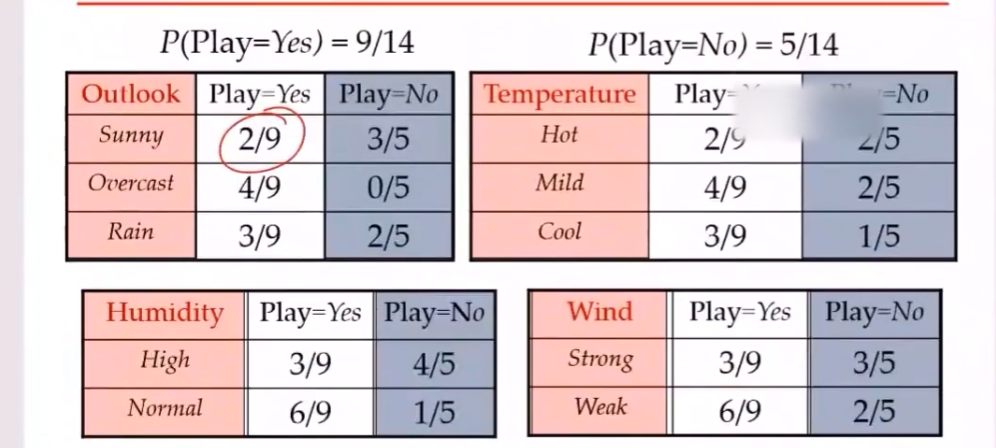 P(Play=Yes) = 9/14
P(Play=No) = 5/14
Outlook Play=Yes Play=No
Sunny 2/9 3/5
Overcast 4/9 0/5
Rain 3/9 2/5
Temperature Play= =No
Hot 2/9 2/5
Mild 4/9 2/5
Cool 3/9 1/5
Humidity Play=Yes Play=No
High 3/9 4/5
Normal 6/9 1/5
Wind Play=Yes Play=No
Strong 3/9 3/5
Weak 6/9 2/5